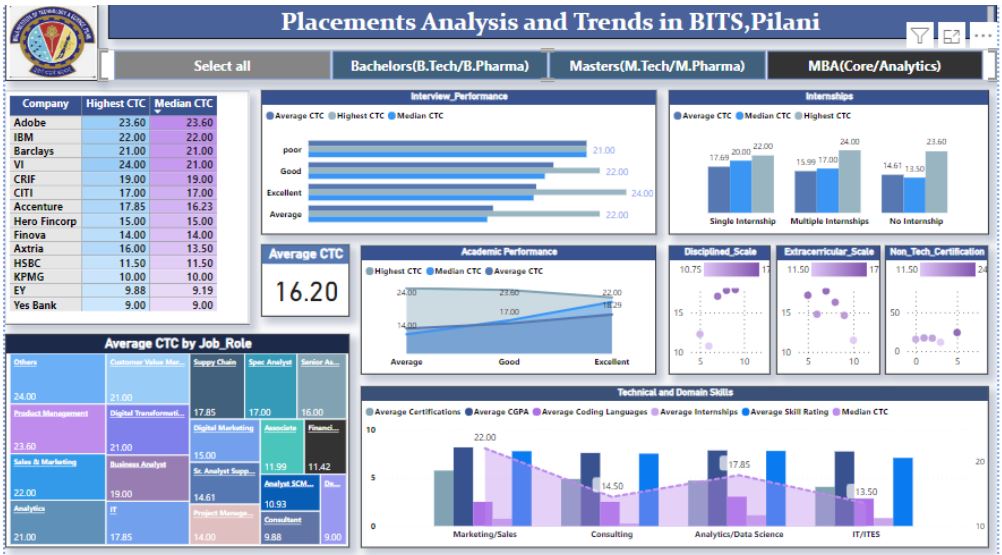 Placements Analysis and Trends in BITS,Pilani
Select all
Bachelors(B.Tech/B.Pharma)
Masters(M.Tech/M.Pharma)
MBA(Core/Analytics)
Company Highest CTC Median CTC
Adobe 23.60 23.60
IBM 22.00 22.00
Barclays 21.00 21.00
VI 24.00 21.00
CRIF 19.00 19.00
CITI 17.00 17.00
Accenture 17.85 16.23
Hero Fincorp 15.00 15.00
Finova 14.00 14.00
Axtria 16.00 13.50
HSBC 11.50 11.50
KPMG 10.00 10.00
EY 9.88 9.19
Yes Bank 9.00 9.00
Interview_Performance
Average CTC Highest CTC Median CTC
poor 21.00
Good 22.00
Excellent 24.00
Average 22.00
Internships
Average CTC Median CTC Highest CTC
17.69 20.00 22.00
15.99 17.00 24.00
14.61 13.50 23.60
Single Internship Multiple Internships No Internship
Average CTC
16.20
Academic Performance
Highest CTC Median CTC Average CTC
24.00 23.60 22.00
14.00 17.00 18.29
Average Good Excellent
Disciplined_Scale
10.75 17
15
10
5 10
Extracerricular_Scale
11.50 17
15
10
5 10
Non_Tech_Certification
11.50 24
50
0
0 5
Average CTC by Job_Role
Others
24.00
Product Management
23.60
Sales & Marketing
22.00
Analytics
21.00
Customer Value Mar...
21.00
Digital Transformati...
21.00
Business Analyst
19.00
IT
17.85
Suppy Chain
17.85
Spec Analyst
17.00
Senior As...
16.00
Digital Marketing
15.00
Sr. Analyst Supp...
14.61
Project Manage...
14.00
Associate
11.99
Financi...
11.42
Analyst SCM...
10.93
Consultant
9.88
9.00
Technical and Domain Skills
Average Certifications Average CGPA Average Coding Languages Average Internships Average Skill Rating Median CTC
10
5
0
22.00
14.50
17.85
13.50
20
10
Marketing/Sales Consulting Analytics/Data Science IT/ITES